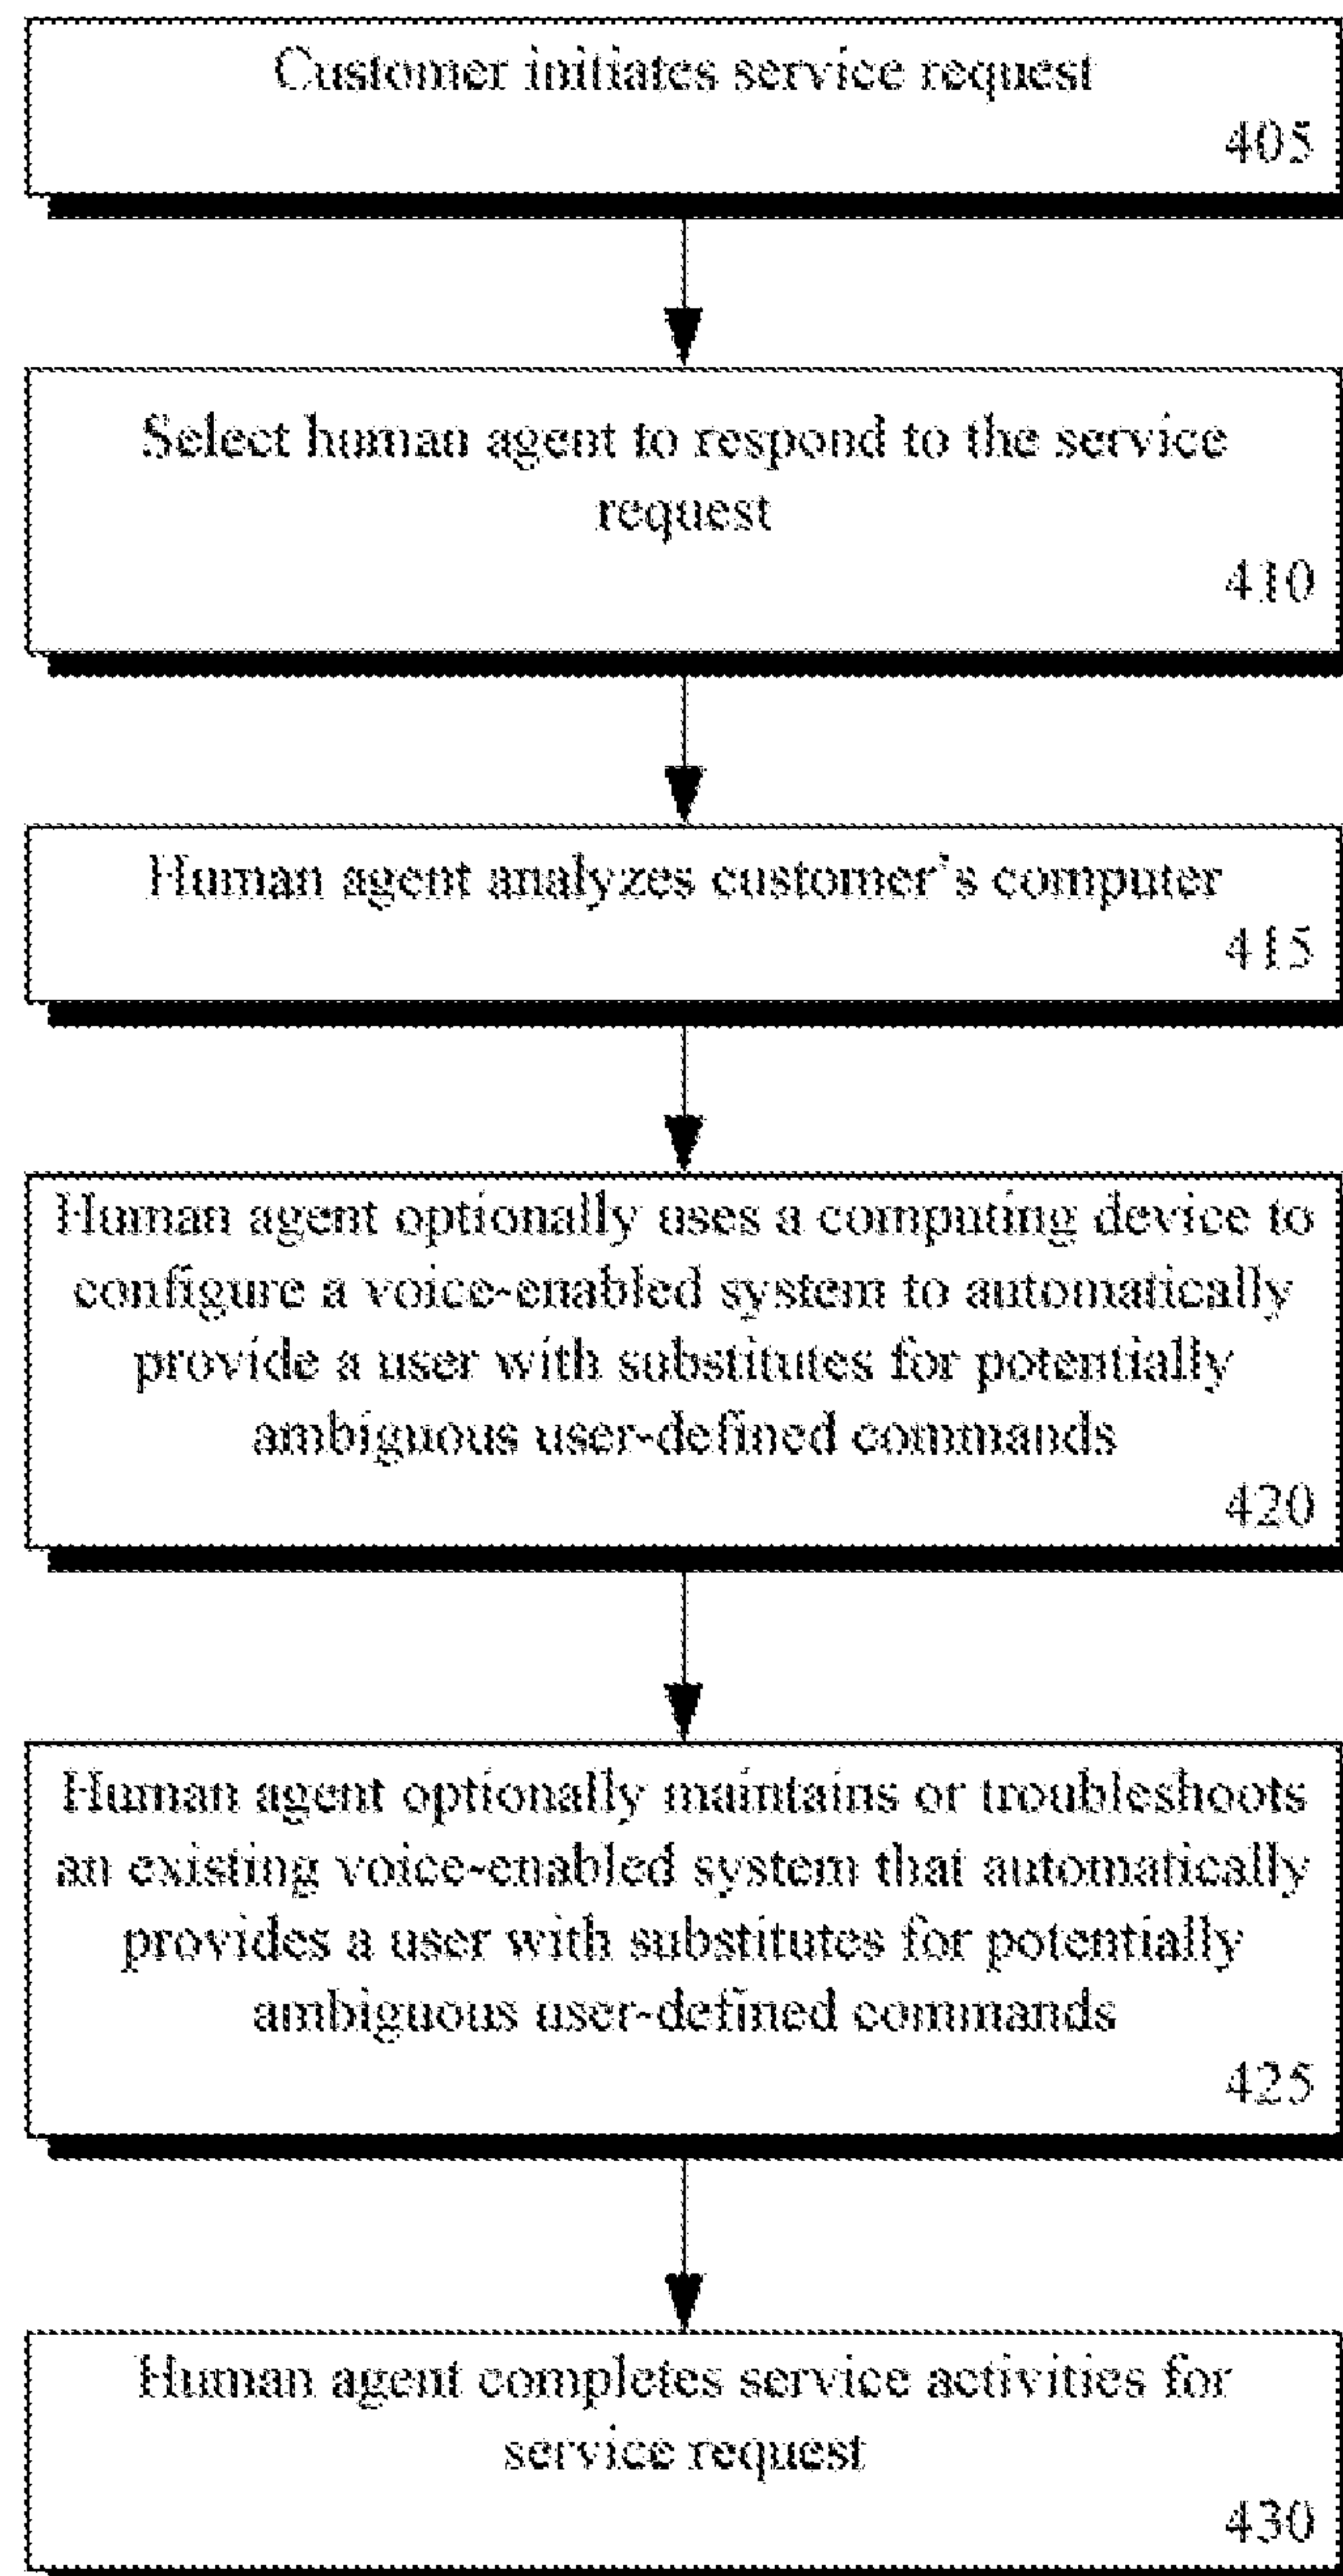 Customer initiates service request
405
Select human agent to respond to the service
request
410
Human agent analyzes customer's computer
415
Human agent optionally uses a computing device to
configure a voice-enabled system to automatically
provide a user with substitutes for potentially
ambiguous user-defined commands
420
Human agent optionally maintains or troubleshoots
an existing voice-enabled system that automatically
provides a user with substitutes for potentially
ambiguous user-defined commands
425
Human agent completes service activities for
service request
430